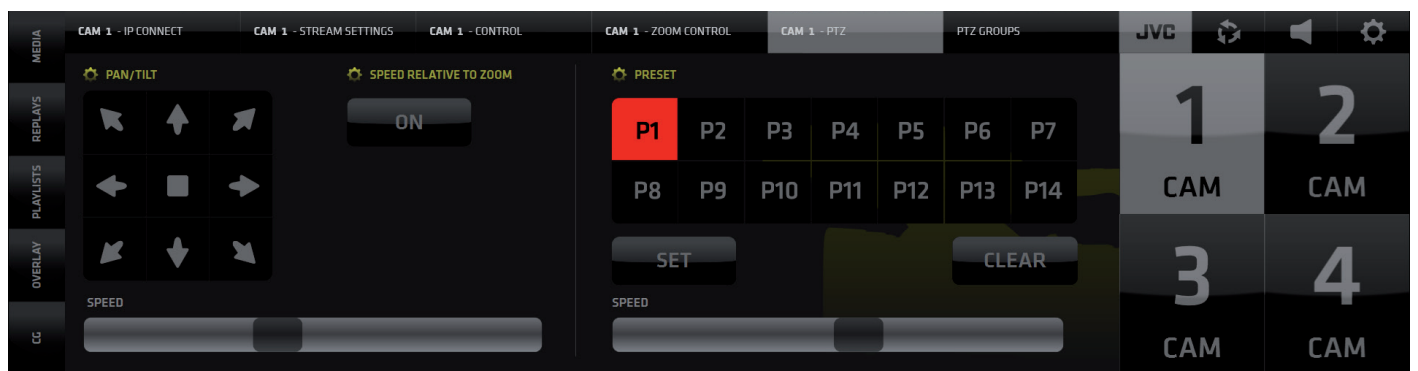 MEDIA
REPLAYS
PLAYLISTS
OVERLAY
CG
CAM 1 - IP CONNECT
CAM 1 - STREAM SETTINGS
CAM 1 - CONTROL
CAM 1 - ZOOM CONTROL
CAM 1 - PTZ
PTZ GROUPS
JVC
PAN/TILT
SPEED RELATIVE TO ZOOM
ON
SPEED
PRESET
P1 P2 P3 P4 P5 P6 P7
P8 P9 P10 P11 P12 P13 P14
SET
CLEAR
SPEED
1
CAM
2
CAM
3
CAM
4
CAM